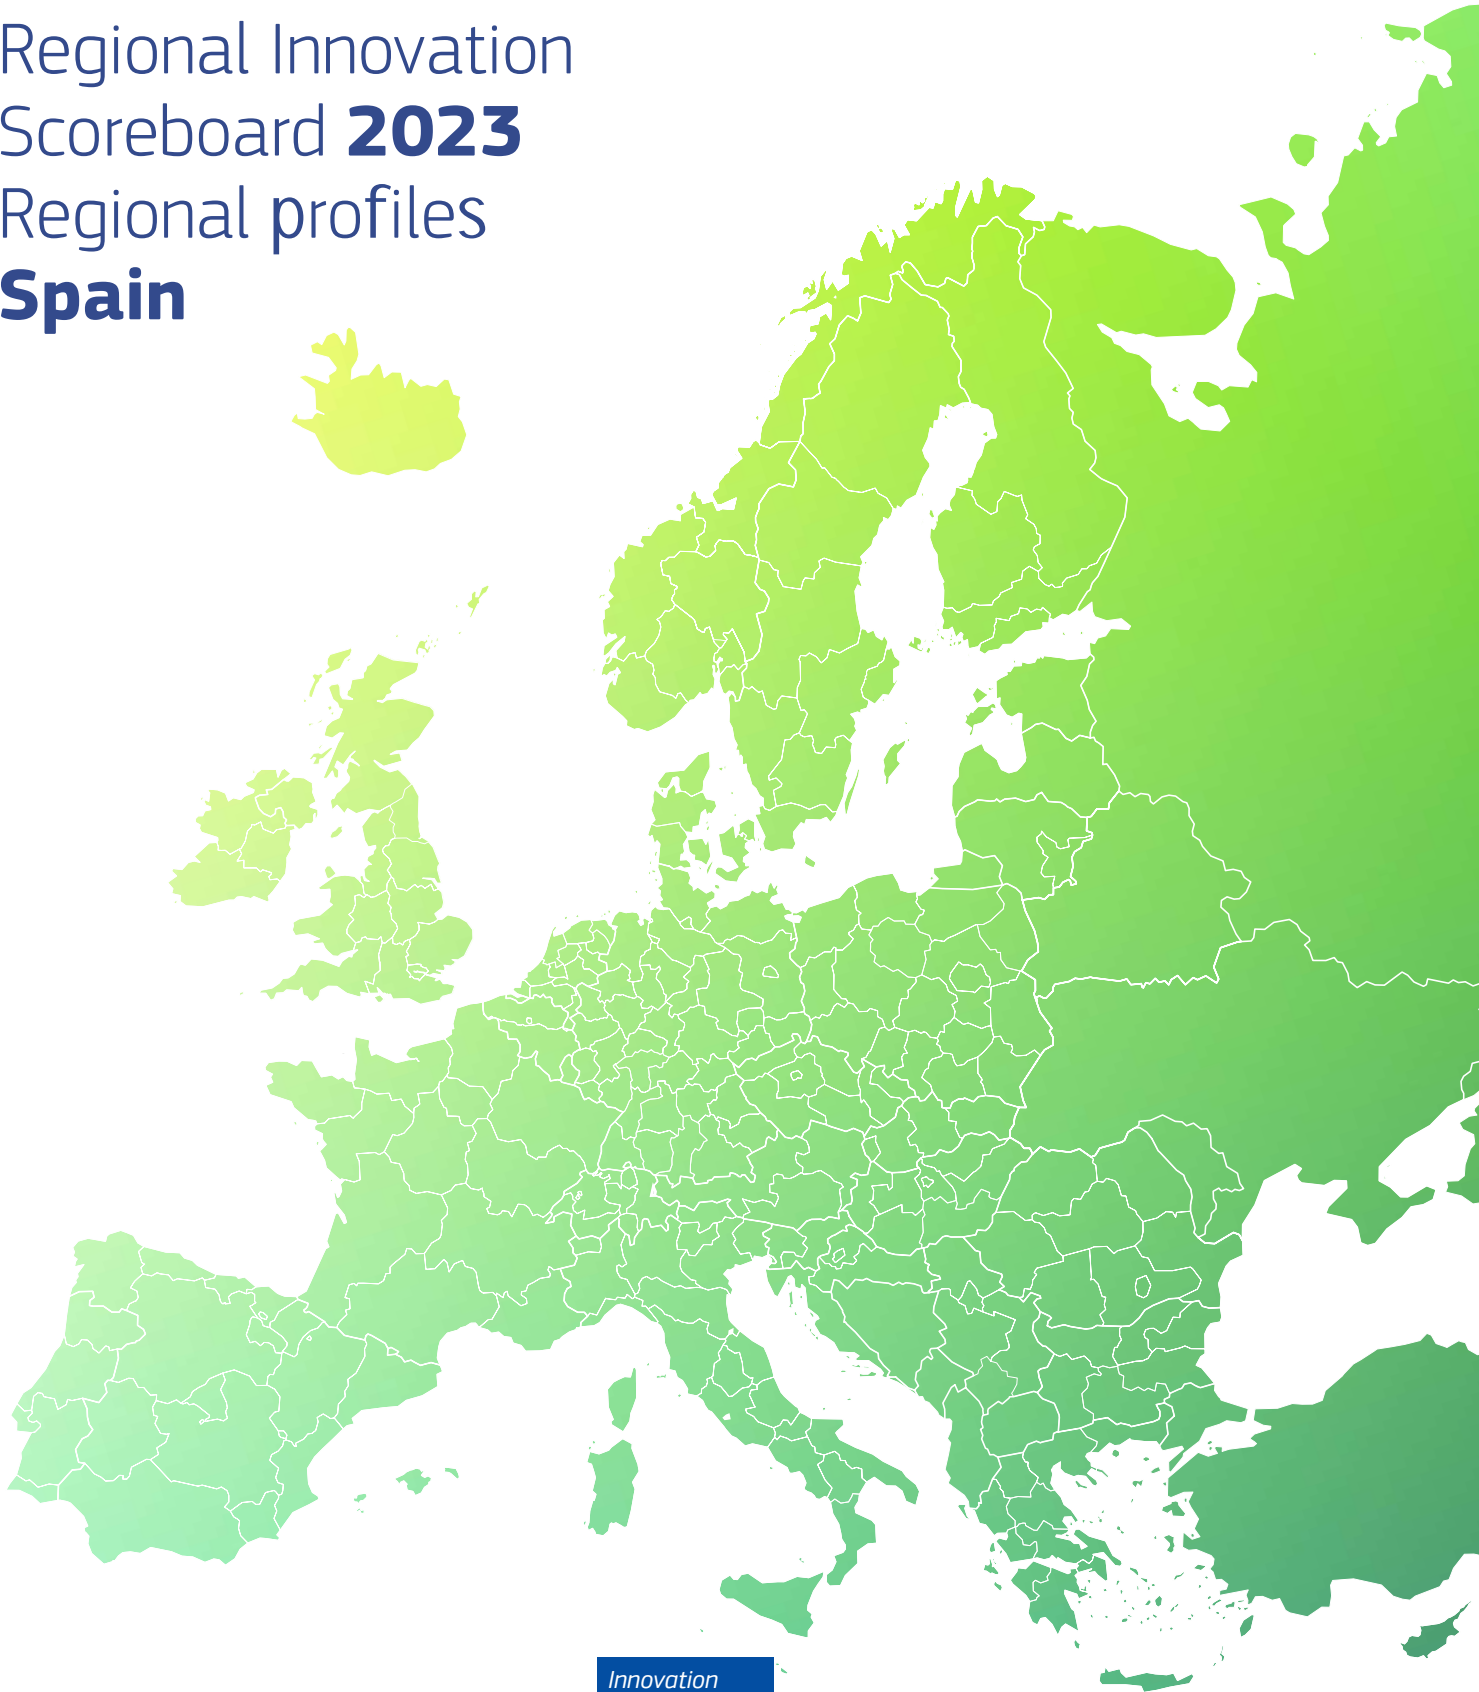 Regional Innovation
Scoreboard 2023
Regional profiles
Spain
Innovation